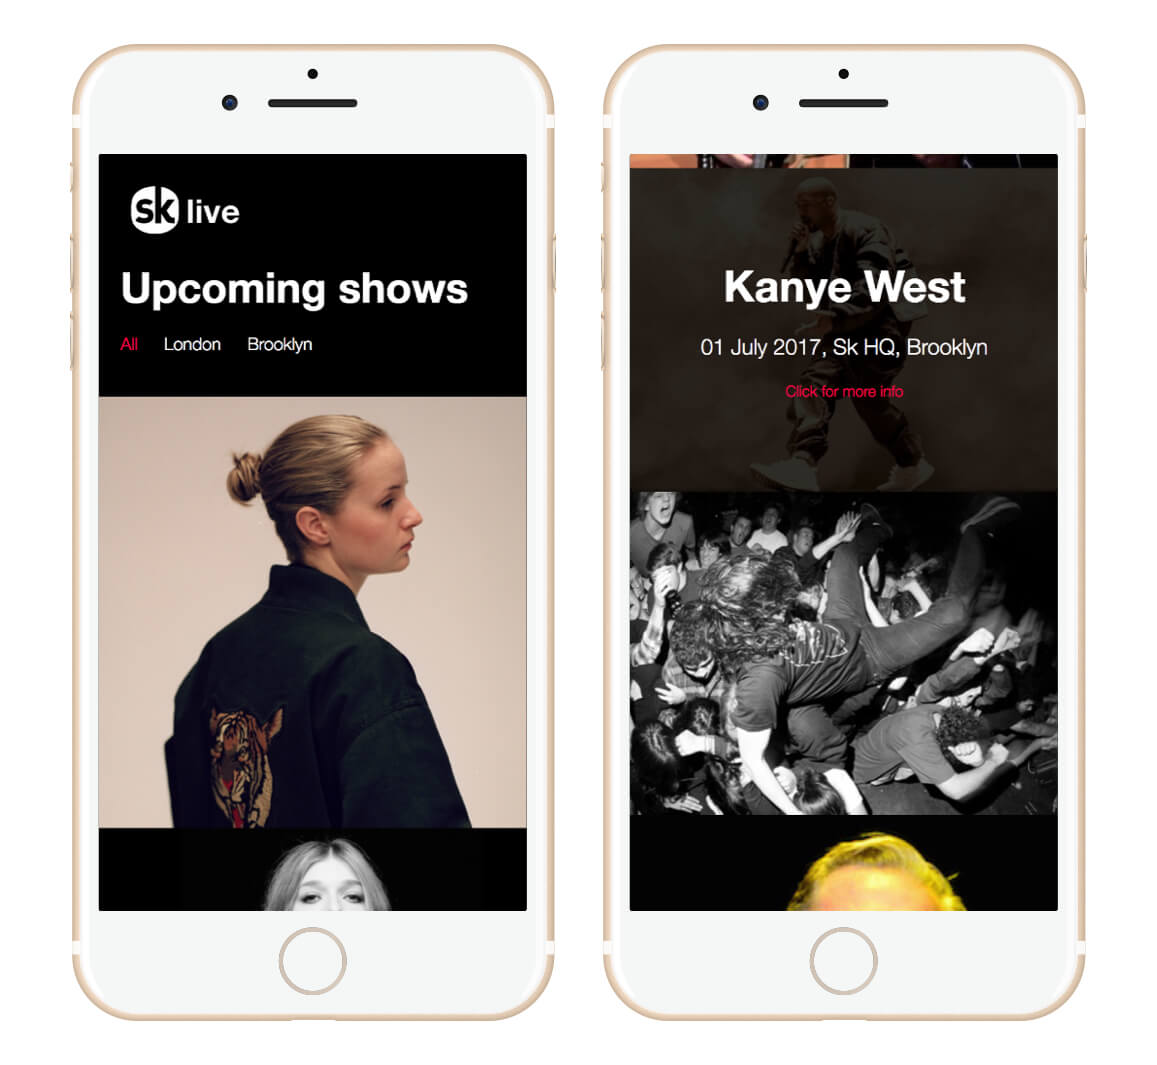 sk live
Upcoming shows
All London Brooklyn
Kanye West
01 July 2017, Sk HQ, Brooklyn
Click for more info